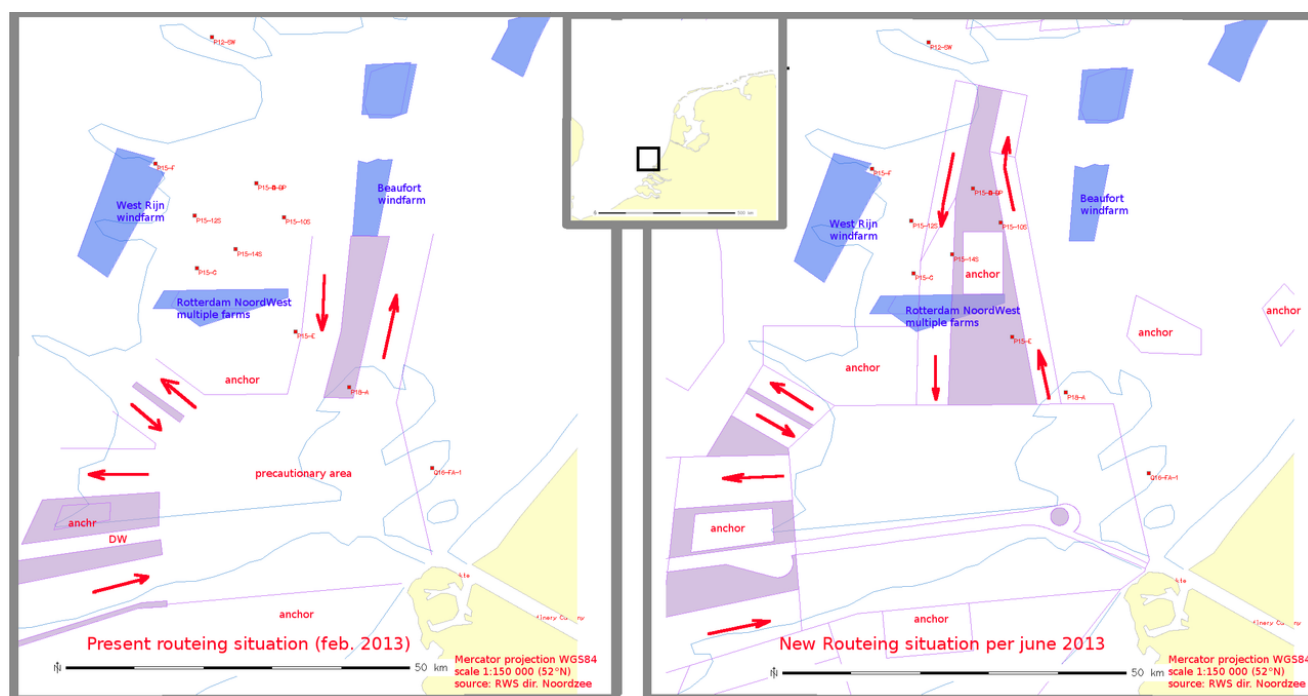 P12-SW
P15-F
West Rijn
windfarm
P15-12S
P15-10S
P15-14S
P15-C
Beaufort
windfarm
Rotterdam NoordWest
multiple farms
P15-E
anchor
P18-A
precautionary area
Q16-FA-1
anchr
DW
anchor
Present routeing situation (feb. 2013)
N
50 km
Mercator projection WGS84
scale 1:150 000 (52°N)
source: RWS dir. Noordzee
P12-SW
P15-F
West Rijn
windfarm
P15-12S
P15-10S
P15-14S
P15-C
Beaufort
windfarm
anchor
Rotterdam NoordWest
multiple farms
P15-E
anchor
anchor
anchor
P18-A
Q16-FA-1
anchor
anchor
New Routeing situation per june 2013
N
50 km
Mercator projection WGS84
scale 1:150 000 (52°N)
source: RWS dir. Noordzee